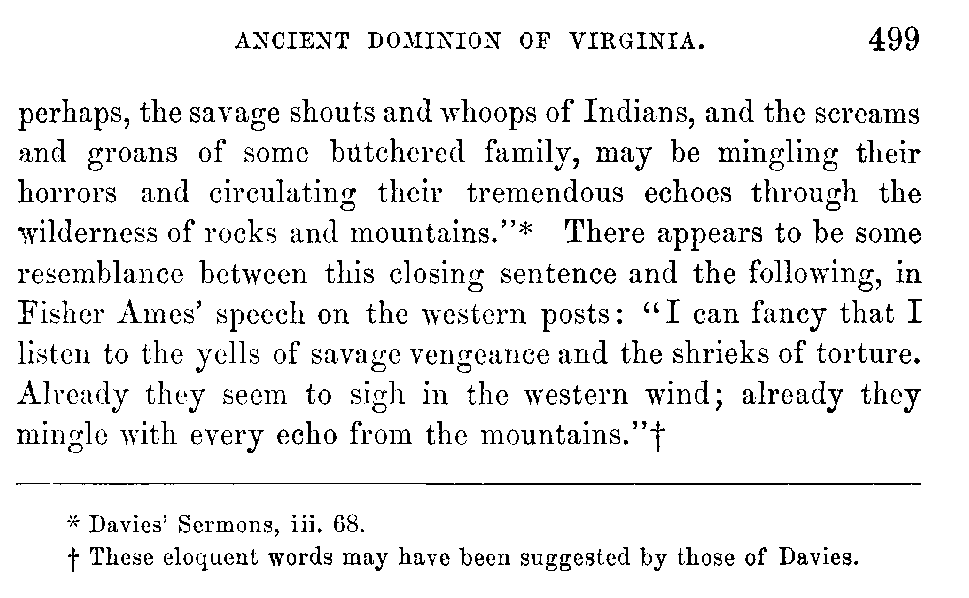 ANCIENT DOMINION OF VIRGINIA. 499
perhaps, the savage shouts and whoops of Indians, and the screams
and groans of some butchered family, may be mingling their
horrors and circulating their tremendous echoes through the
wilderness of rocks and mountains."* There appears to be some
resemblance between this closing sentence and the following, in
Fisher Ames' speech on the western posts: "I can fancy that I
listen to the yells of savage vengeance and the shrieks of torture.
Already they seem to sigh in the western wind; already they
mingle with every echo from the mountains."†
* Davies' Sermons, iii. 68.
† These eloquent words may have been suggested by those of Davies.